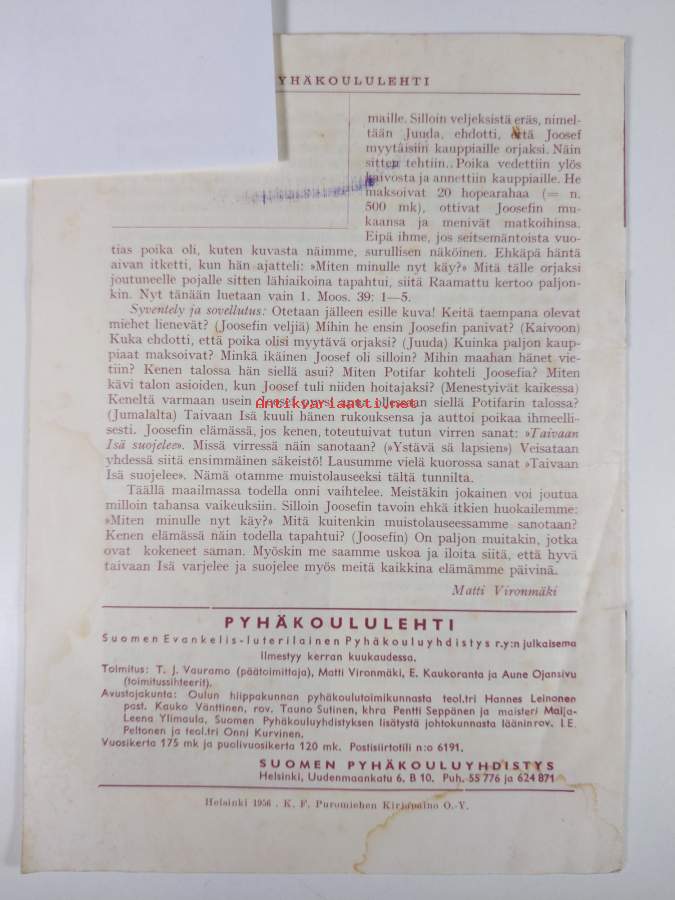 YHÄKOULULEHTI
maille. Silloin veljeksistä eräs, nimel-
tään Juuda, ehdotti, että Joosef
myytäisiin kauppiaille orjaksi. Näin
sitten tehtiin. Poika vedettiin ylös
kaivosta ja annettiin kauppiaille. He
maksoivat 20 hopearahaa (= n.
500 mk), ottivat Joosefin mu-
kaansa ja menivät matkoihinsa.
Eipä ihme, jos seitsemäntoista vuo-
tias poika oli, kuten kuvasta näimme, surullisen näköinen. Ehkäpä häntä
aivan itketti, kun hän ajatteli: »Miten minulle nyt käy?» Mitä tälle orjaksi
joutuneelle pojalle sitten lähiaikoina tapahtui, siitä Raamattu kertoo paljon-
kin. Nyt tänään luetaan vain 1. Moos. 39: 1—5.
Syventely ja sovellutus: Otetaan jälleen esille kuva! Keitä taempana olevat
miehet lienevät? (Joosefin veljiä) Mihin he ensin Joosefin panivat? (Kaivoon)
Kuka ehdotti, että poika olisi myytävä orjaksi? (Juuda) Kuinka paljon kaup-
piaat maksoivat? Minkä ikäinen Joosef oli silloin? Mihin maahan hänet vie-
tiin? Kenen talossa hän siellä asui? Miten Potifar kohteli Joosefia? Miten
kävi talon asioiden, kun Joosef tuli niiden hoitajaksi? (Menestyivät kaikessa)
Keneltä varmaan usein Joosef pyysi apua ollessaan siellä Potifarin talossa?
Antikvariaatti.net
(Jumalalta) Taivaan Isä kuuli hänen rukouksensa ja auttoi poikaa ihmeelli-
sesti. Joosefin elämässä, jos kenen, toteutuivat tutun virren sanat: »Taivaan
Isä suojelee». Missä virressä näin sanotaan? (»Ystävä sä lapsien») Veisataan
yhdessä siitä ensimmäinen säkeistö! Lausumme vielä kuorossa sanat »Taivaan
Isä suojelee». Nämä otamme muistolauseeksi tältä tunnilta.
Täällä maailmassa todella onni vaihtelee. Meistäkin jokainen voi joutua
milloin tahansa vaikeuksiin. Silloin Joosefin tavoin ehkä itkien huokailemme:
»Miten minulle nyt käy?» Mitä kuitenkin muistolauseessamme sanotaan?
Kenen elämässä näin todella tapahtui? (Joosefin) On paljon muitakin, jotka
ovat kokeneet saman. Myöskin me saamme uskoa ja iloita siitä, että hyvä
taivaan Isä varjelee ja suojelee myös meitä kaikkina elämämme päivinä.
Matti Vironmäki
PYHÄKOULULEHTI
Suomen Evankelis-luterilainen Pyhäkouluyhdistys r.y:n julkaisema
Ilmestyy kerran kuukaudessa.
Toimitus: T. J. Vauramo (päätoimittaja), Matti Vironmäki, E. Kaukoranta ja Aune Ojansivu
(toimitussihteerit).
Avustajakunta: Oulun hiippakunnan pyhäkoulutoimikunnasta teol.tri Hannes Leinonen
past. Kauko Vänttinen, rov. Tauno Sutinen, khra Pentti Seppänen ja maisteri Maija-
Leena Ylimaula, Suomen Pyhäkouluyhdistyksen lisätystä johtokunnasta lääninrov. I.E.
Peltonen ja teol.tri Onni Kurvinen.
Vuosikerta 175 mk ja puolivuosikerta 120 mk. Postisiirtotili n:o 6191.
SUOMEN PYHÄKOULUYHDISTYS
Helsinki, Uudenmaankatu 6. B 10. Puh. 55 776 ja 624 871
Helsinki 1956 . K. F. Puromiehen Kirjapaino O.-Y.